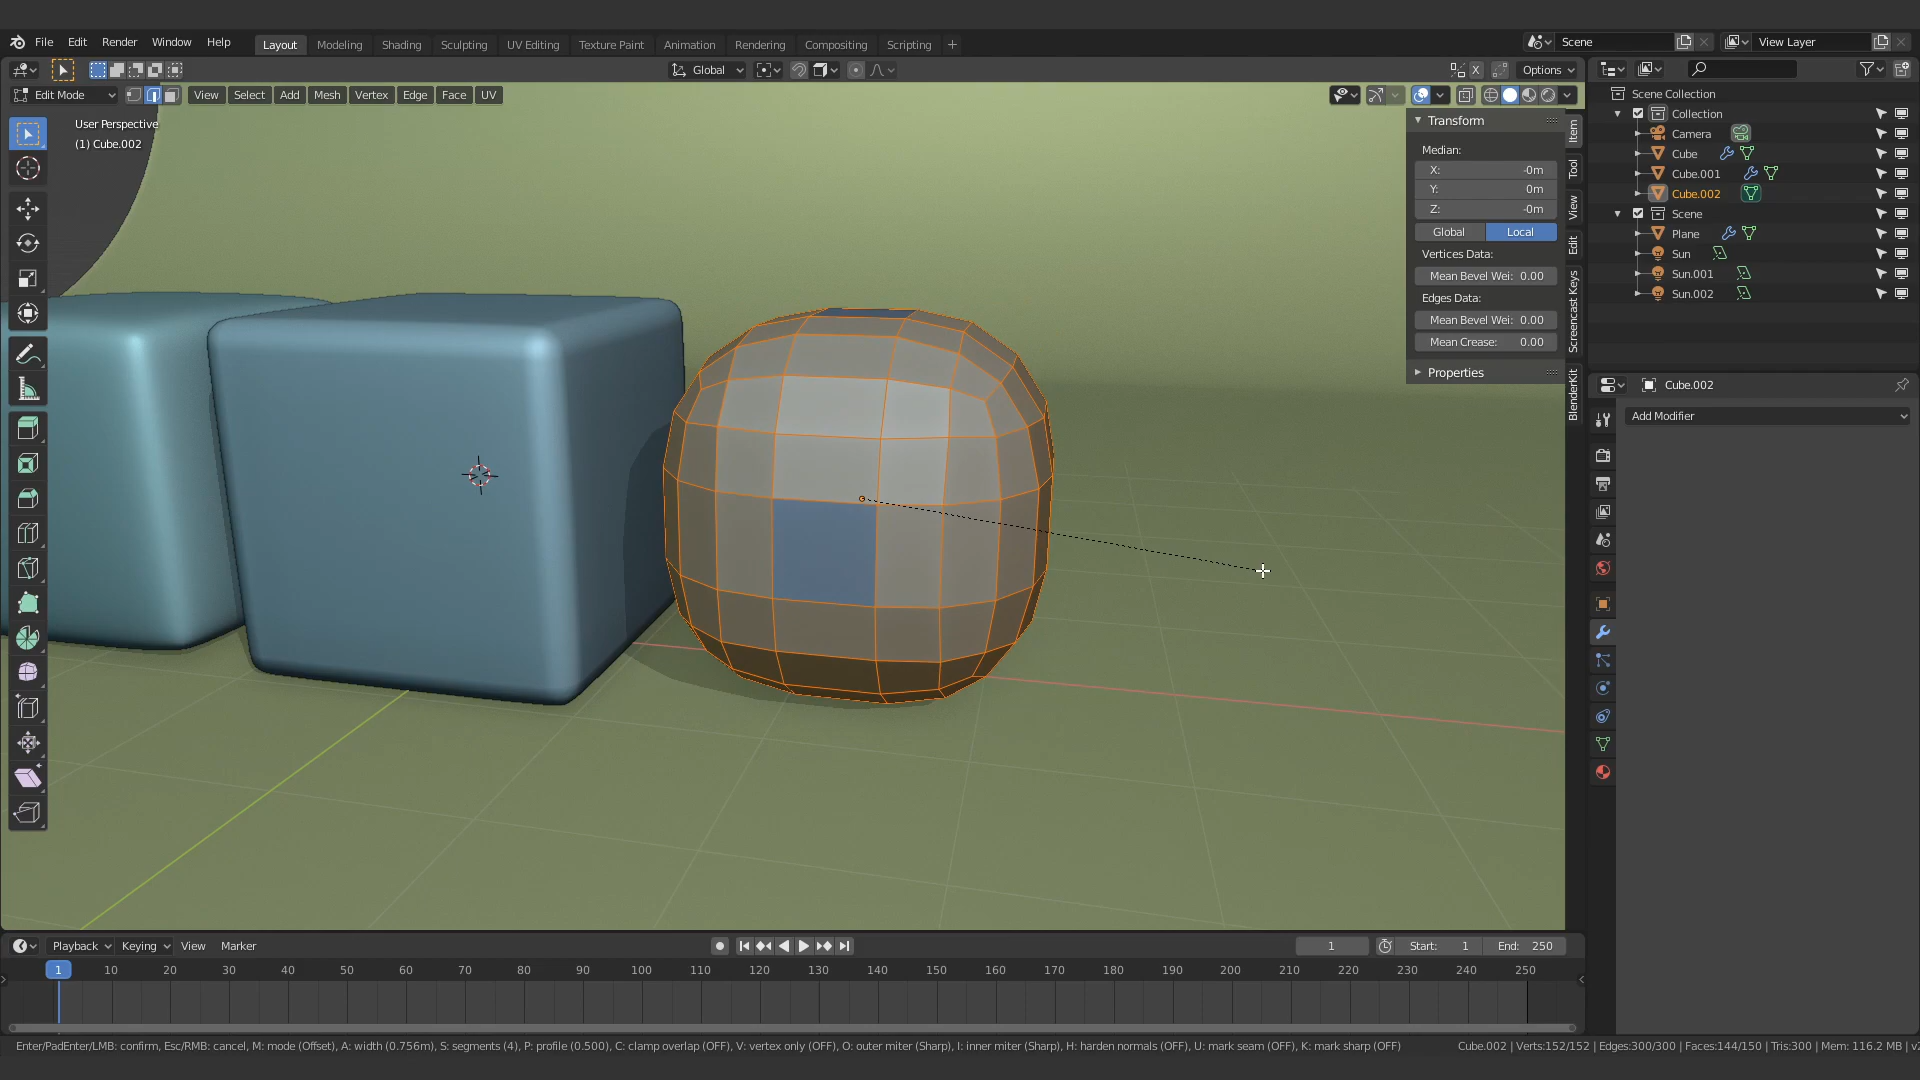 File Edit Render Window Help Layout Modeling Shading Sculpting UV Editing Texture Paint Animation Rendering Compositing Scripting + Scene View Layer
Global X Options
Edit Mode View Select Add Mesh Vertex Edge Face UV
User Perspective
(1) Cube.002
Transform
Median:
X: -0m
Y: 0m
Z: -0m
Global Local
Vertices Data:
Mean Bevel Wei: 0.00
Edges Data:
Mean Bevel Wei: 0.00
Mean Crease: 0.00
Properties
Item
Tool
View
Edit
Screencast Keys
BlenderKit
Scene Collection
Collection
Camera
Cube
Cube.001
Cube.002
Scene
Plane
Sun
Sun.001
Sun.002
Cube.002
Add Modifier
Playback Keying View Marker 1 Start: 1 End: 250
1 10 20 30 40 50 60 70 80 90 100 110 120 130 140 150 160 170 180 190 200 210 220 230 240 250
Enter/PadEnter/LMB: confirm, Esc/RMB: cancel, M: mode (Offset), A: width (0.756m), S: segments (4), P: profile (0.500), C: clamp overlap (OFF), V: vertex only (OFF), O: outer miter (Sharp), I: inner miter (Sharp), H: harden normals (OFF), U: mark seam (OFF), K: mark sharp (OFF) Cube.002 | Verts:152/152 | Edges:300/300 | Faces:144/150 | Tris:300 | Mem: 116.2 MB | v2